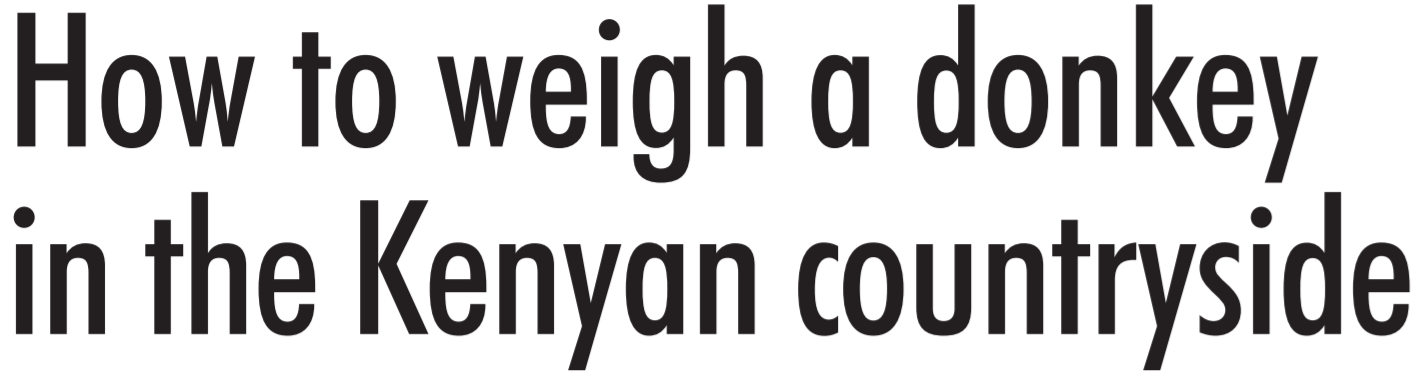 How to weigh a donkey
in the Kenyan countryside